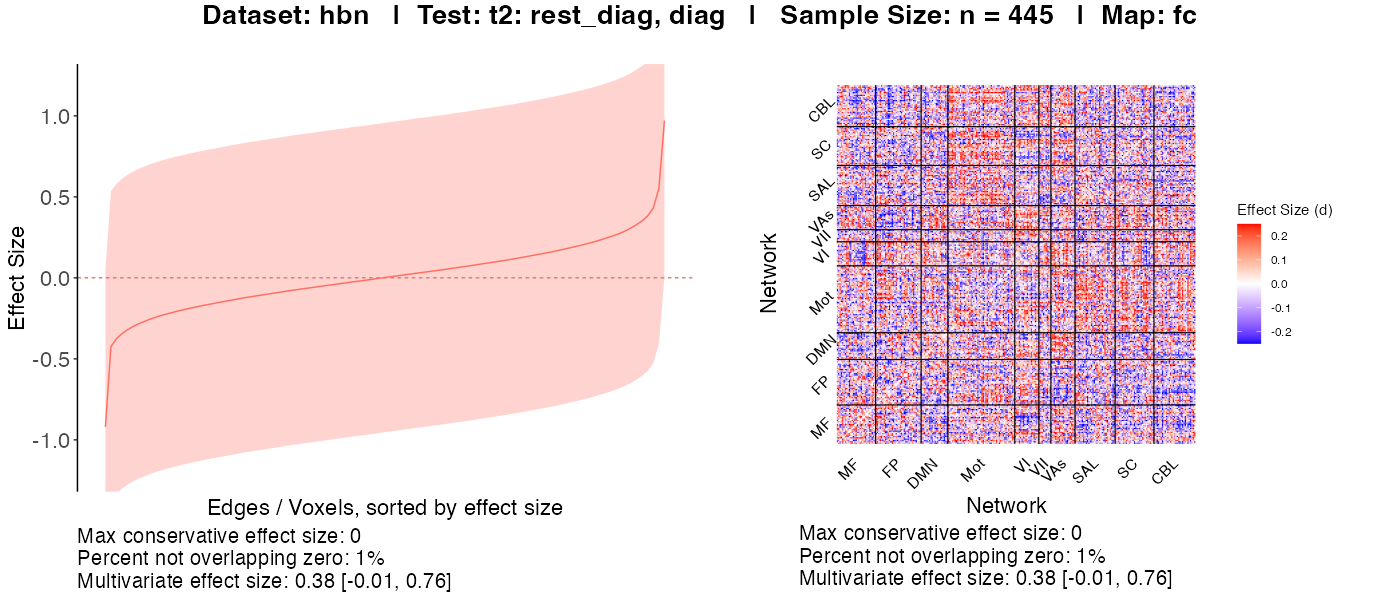 Dataset: hbn | Test: t2: rest_diag, diag | Sample Size: n = 445 | Map: fc
Effect Size
1.0
0.5
0.0
-0.5
-1.0
Edges / Voxels, sorted by effect size
Max conservative effect size: 0
Percent not overlapping zero: 1%
Multivariate effect size: 0.38 [-0.01, 0.76]
Network
CBL
SC
SAL
VAs
VII
VI
Mot
DMN
FP
MF
MF
FP
DMN
Mot
VI
VII
VAs
SAL
SC
CBL
Network
Max conservative effect size: 0
Percent not overlapping zero: 1%
Multivariate effect size: 0.38 [-0.01, 0.76]
Effect Size (d)
0.2
0.1
0.0
-0.1
-0.2